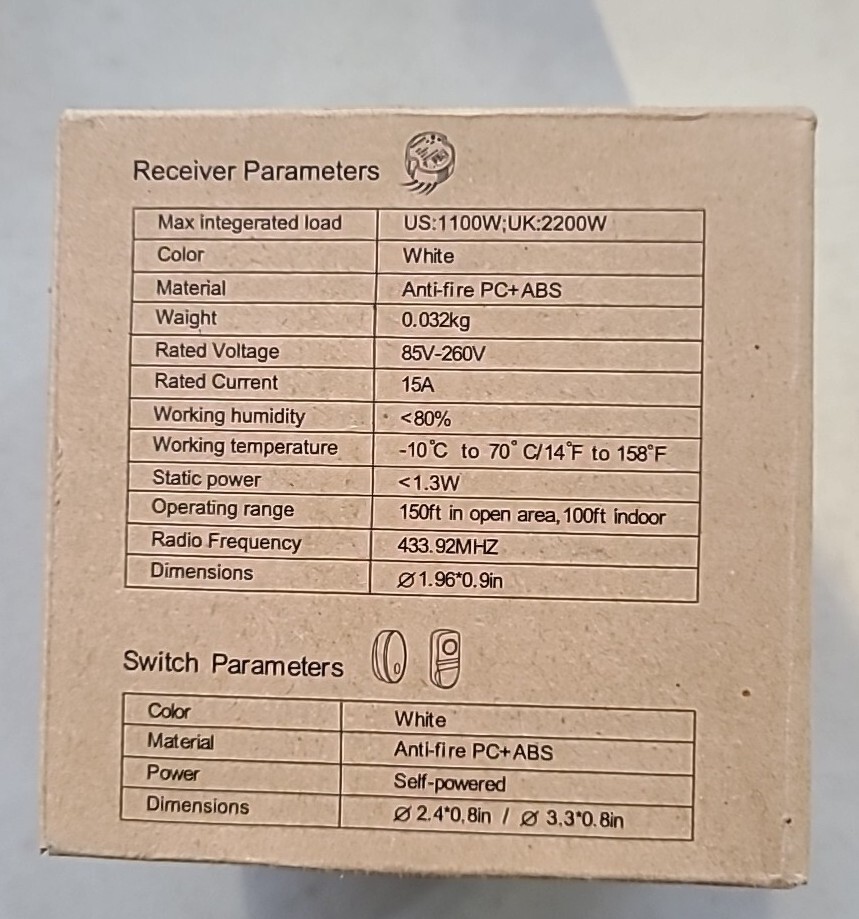 Receiver Parameters
Max integerated load US:1100W;UK:2200W
Color White
Material Anti-fire PC+ABS
Waight 0.032kg
Rated Voltage 85V-260V
Rated Current 15A
Working humidity <80%
Working temperature -10℃ to 70° C/14°F to 158°F
Static power <1.3W
Operating range 150ft in open area,100ft indoor
Radio Frequency 433.92MHZ
Dimensions ∅1.96*0.9in
Switch Parameters
Color White
Material Anti-fire PC+ABS
Power Self-powered
Dimensions ∅ 2.4*0,8in / ∅ 3.3*0.8in